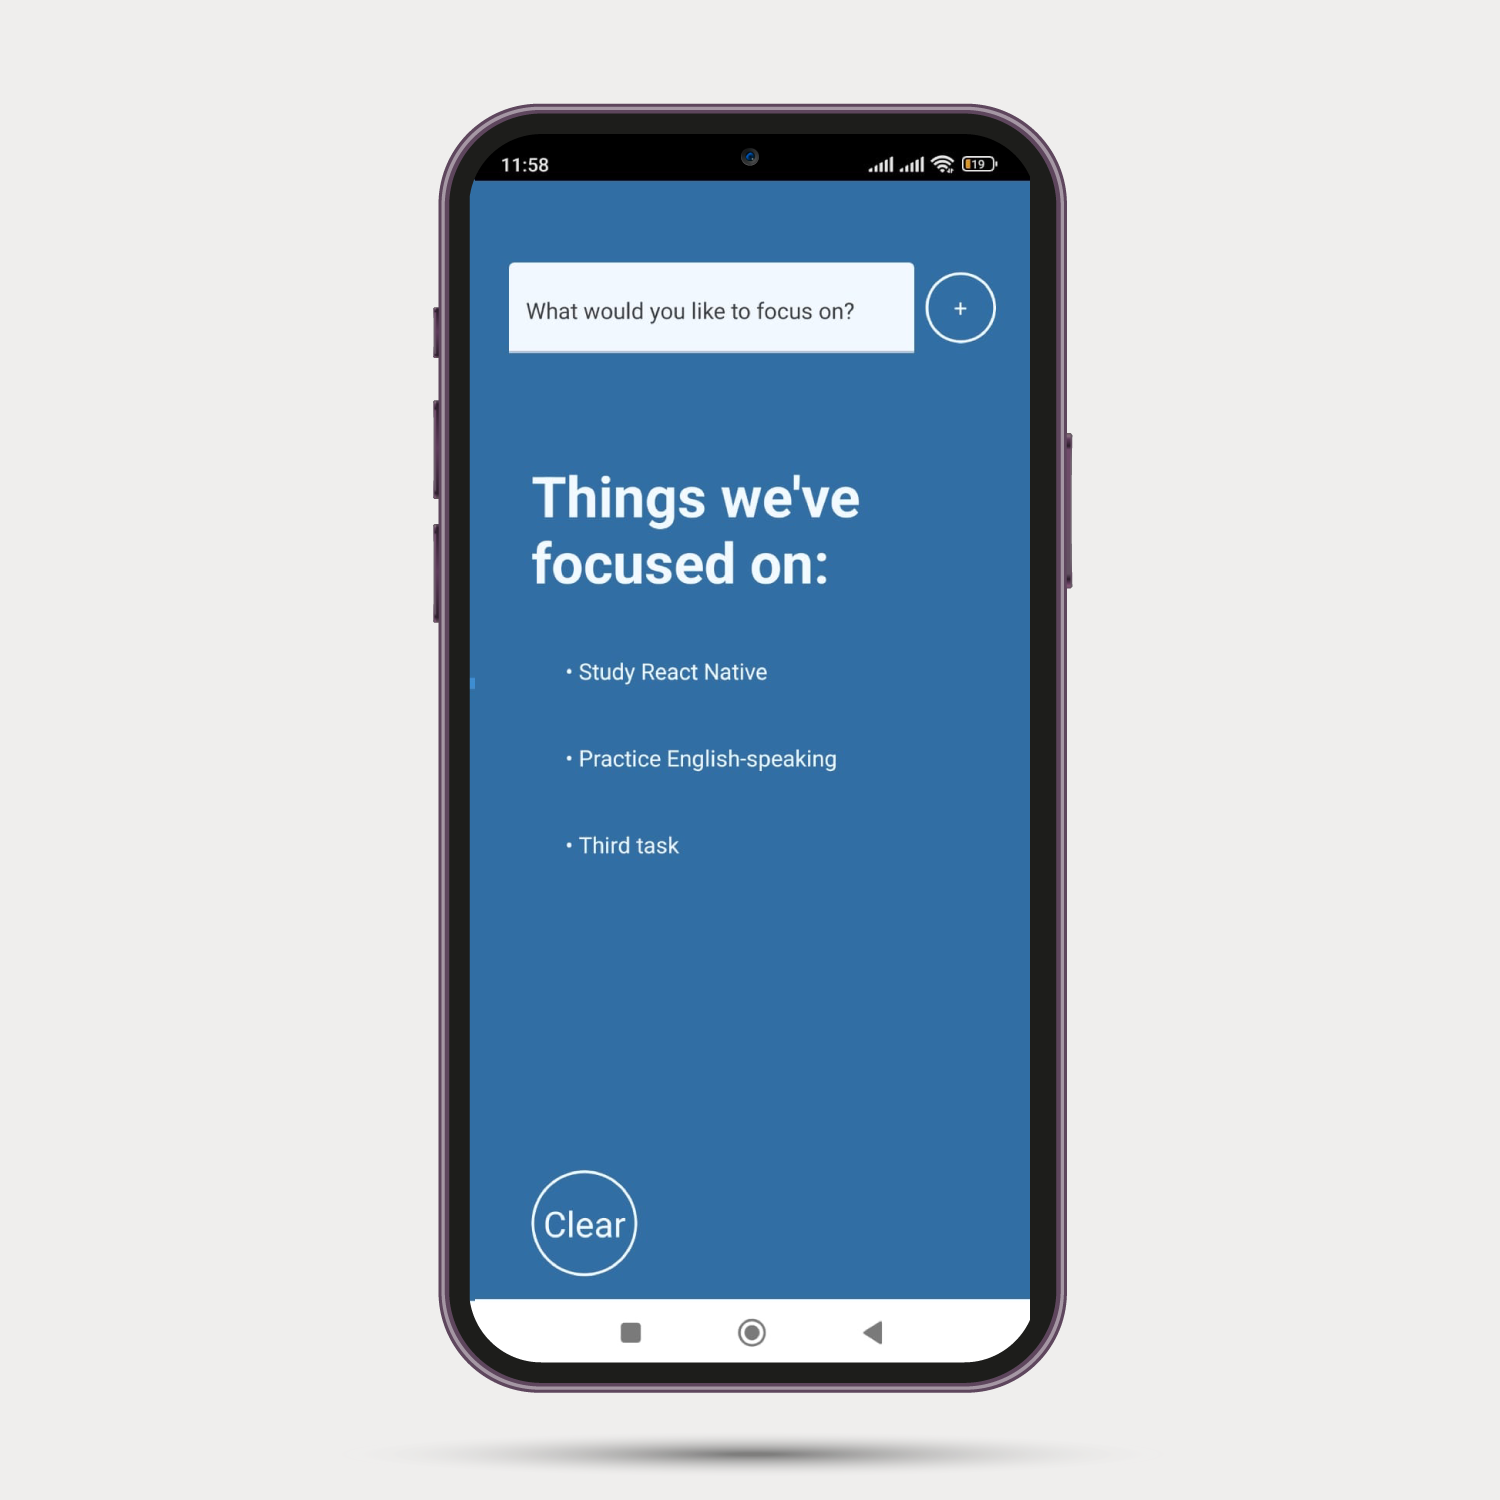 11:58
19
What would you like to focus on?
+
Things we've
focused on:
• Study React Native
• Practice English-speaking
• Third task
Clear